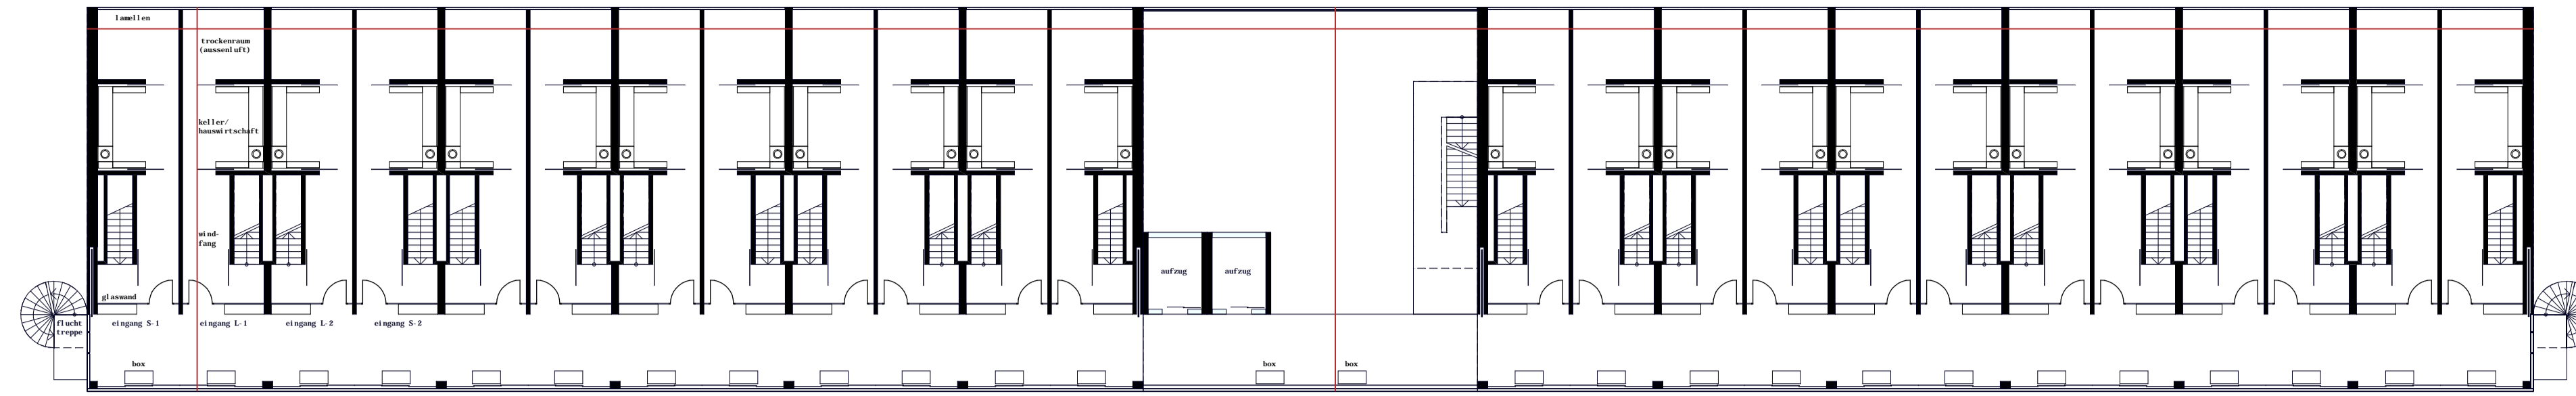 lamellen
trockenraum
(aussenluft)
keller/
hauswirtschaft
wind-
fang
aufzug
aufzug
glaswand
flucht
treppe
eingang S-1
eingang L-1
eingang L-2
eingang S-2
box
box
box